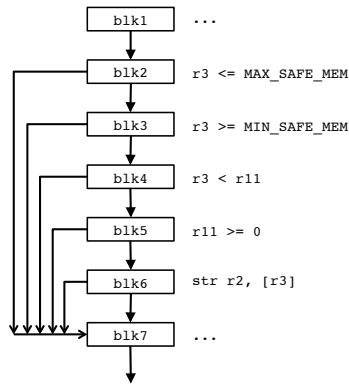 blk1 ...
blk2 r3 <= MAX_SAFE_MEM
blk3 r3 >= MIN_SAFE_MEM
blk4 r3 < r11
blk5 r11 >= 0
blk6 str r2, [r3]
blk7 ...